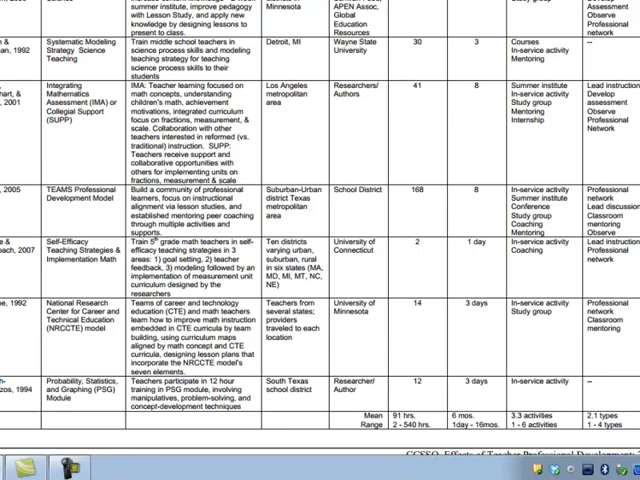 Science
summer institute, improve pedagogy
with Lesson Study, and apply new
knowledge by designing lessons to
present to class.
Minnesota
APEN Assoc,
Global
Education
Resources
Development
Assessment
Observe
Professional
network
an, 1992
Systematic Modeling
Strategy Science
Teaching
Train middle school teachers in
science process skills and modeling
teaching strategy for teaching
science process skills to their
students
Detroit, MI
Wayne State
University
30
3
Courses
In-service activity
Mentoring
--
hart, &
, 2001
Integrating
Mathematics
Assessment (IMA) or
Collegial Support
(SUPP)
IMA: Teacher learning focused on
math concepts, understanding
children's math, achievement
motivations, integrated curriculum
focus on fractions, measurement, &
scale. Collaboration with other
teachers interested in reformed (vs.
traditional) instruction. SUPP:
Teachers receive support and
collaborative opportunities with
others for implementing units on
fractions, measurement & scale
Los Angeles
metropolitan
area
Researchers/
Authors
41
8
Summer institute
In-service activity
Study group
Mentoring
Internship
Lead instruction
Develop
assessment
Observe
Professional
Network
, 2005
TEAMS Professional
Development Model
Build a community of professional
learners, focus on instructional
alignment via lesson studies, and
established mentoring peer coaching
through multiple activities and
supports.
Suburban-Urban
district Texas
metropolitan
area
School District
168
8
In-service activity
Summer institute
Conference
Study group
Coaching
Mentoring
Professional
network
Lead discussion
Classroom
mentoring
Observe
e &
bach, 2007
Self-Efficacy
Teaching Strategies &
Implementation Math
Train 5th grade math teachers in self-
efficacy teaching strategies in 3
areas: 1) goal setting, 2) teacher
feedback, 3) modeling followed by an
implementation of measurement unit
curriculum designed by the
researchers
Ten districts
varying urban,
suburban, rural
in six states (MA,
MD, MI, MT, NC,
NE)
University of
Connecticut
2
1 day
In-service activity
Coaching
Lead instruction
Professional
network
ne, 1992
National Research
Center for Career and
Technical Education
(NRCCTE) model
Teams of career and technology
education (CTE) and math teachers
learn how to improve math instruction
embedded in CTE curricula by team
building, using curriculum maps
aligned by math concept and CTE
curricula, designing lesson plans that
incorporate the NRCCTE model's
seven elements.
Teachers from
several states;
providers
traveled to each
location
University of
Minnesota
14
3 days
In-service activity
Study group
Professional
network
Classroom
mentoring
zos, 1994
Probability, Statistics,
and Graphing (PSG)
Module
Teachers participate in 12 hour
training in PSG module, involving
manipulatives, problem-solving, and
concept-development techniques
South Texas
school district
Researcher/
Author
12
3 days
In-service activity
--
Mean
Range
91 hrs.
2 - 540 hrs.
6 mos.
1day - 16mos.
3.3 activities
1 - 6 activities
2.1 types
1 - 4 types
CCSSO, Effects of Teacher Professional Development: